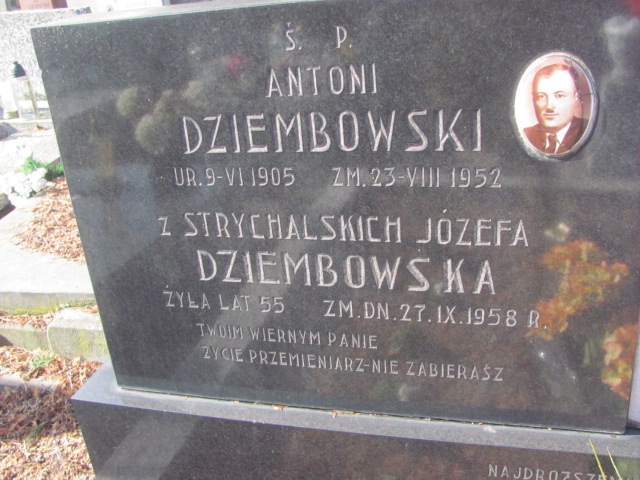 Ś. P.
ANTONI
DZIEMBOWSKI
UR. 9-VI 1905 ZM. 23-VIII 1952
Z STRYCHALSKICH JÓZEFA
DZIEMBOWSKA
ŻYŁA LAT 55 ZM. DN. 27. IX. 1958 R.
TWOIM WIERNYM PANIE
ŻYCIE PRZEMIENIARZ-NIE ZABIERASZ